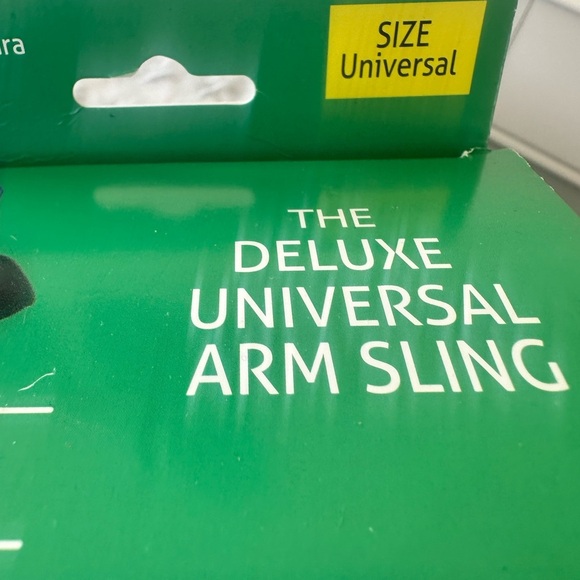 SIZE
Universal
THE
DELUXE
UNIVERSAL
ARM SLING